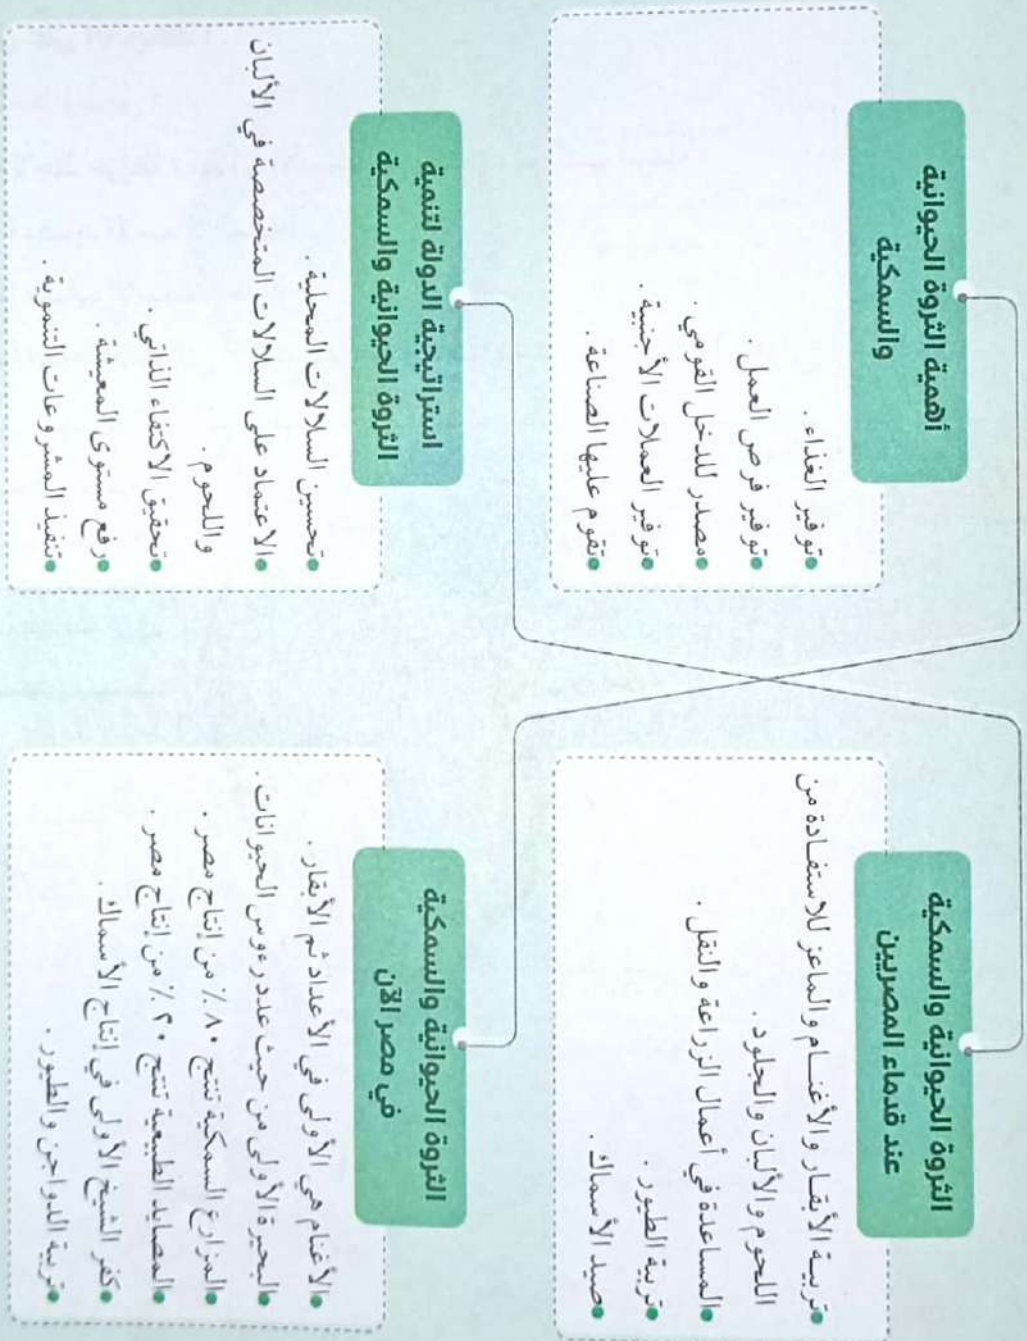 أهمية الثروة الحيوانية
والسمكية
توفير الغذاء.
توفير فرص العمل.
مصدر للدخل القومي.
توفير العملات الأجنبية.
تقوم عليها الصناعة.
الثروة الحيوانية والسمكية
عند قدماء المصريين
تربية الأبقار والأغنام والماعز للاستفادة من
اللحوم والألبان والجلود.
المساعدة في أعمال الزراعة والنقل.
تربية الطيور.
صيد الأسماك.
استراتيجية الدولة لتنمية
الثروة الحيوانية والسمكية
تحسين السلالات المحلية.
الاعتماد على السلالات المتخصصة في الألبان
واللحوم.
تحقيق الاكتفاء الذاتي.
رفع مستوى المعيشة.
تنفيذ المشروعات التنموية.
الثروة الحيوانية والسمكية
في مصر الآن
الأغنام هي الأولى في الأعداد ثم الأبقار.
البحيرة الأولى من حيث عدد رءوس الحيوانات.
المزارع السمكية تنتج ٨٠٪ من إنتاج مصر.
المصايد الطبيعية تنتج ٢٠٪ من إنتاج مصر.
كفر الشيخ الأولى في إنتاج الأسماك.
تربية الدواجن والطيور.